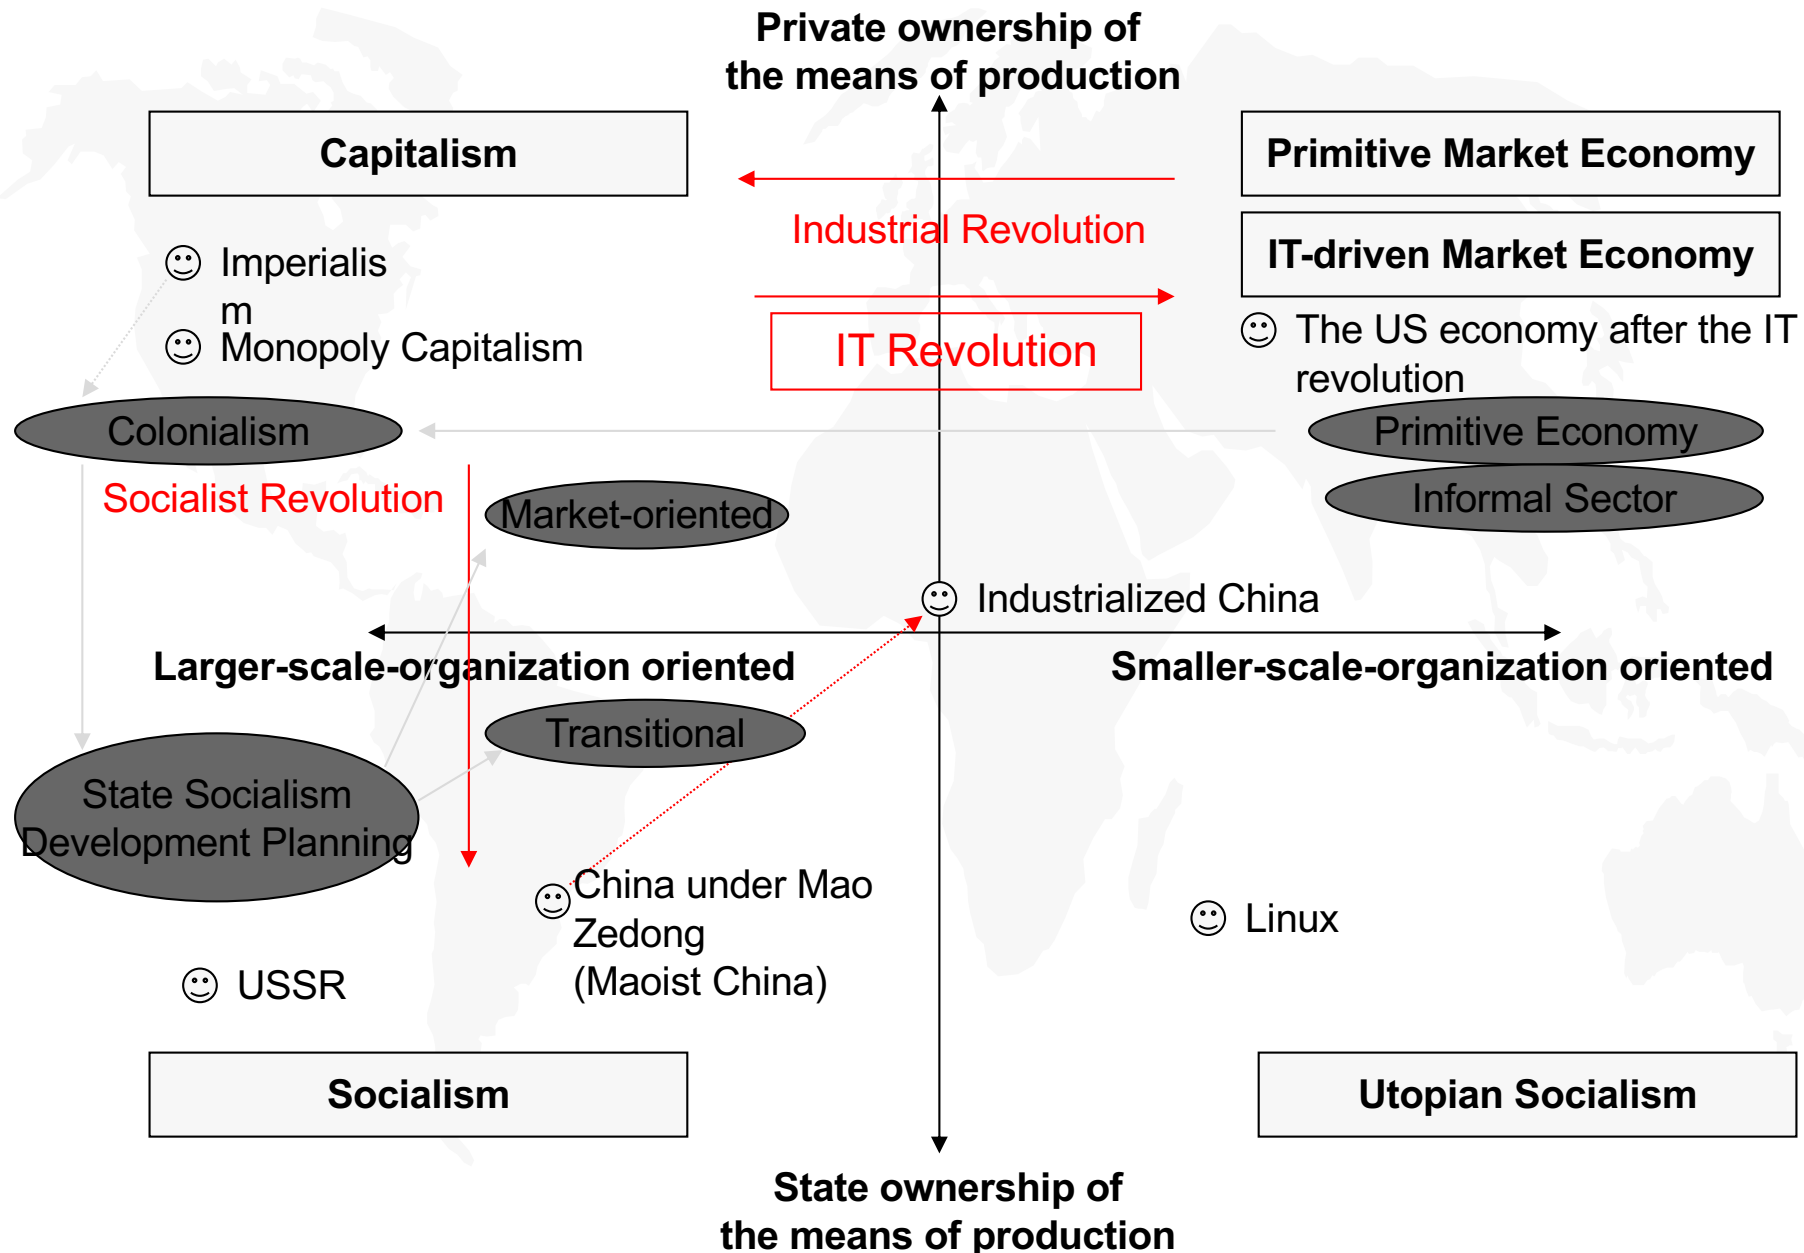 Private ownership of
the means of production
Capitalism
Primitive Market Economy
Industrial Revolution
IT-driven Market Economy
Imperialis
m
Monopoly Capitalism
IT Revolution
The US economy after the IT
revolution
Colonialism
Primitive Economy
Socialist Revolution
Market-oriented
Informal Sector
Industrialized China
Larger-scale-organization oriented
Smaller-scale-organization oriented
Transitional
State Socialism
Development Planning
China under Mao
Zedong
(Maoist China)
Linux
USSR
Socialism
Utopian Socialism
State ownership of
the means of production